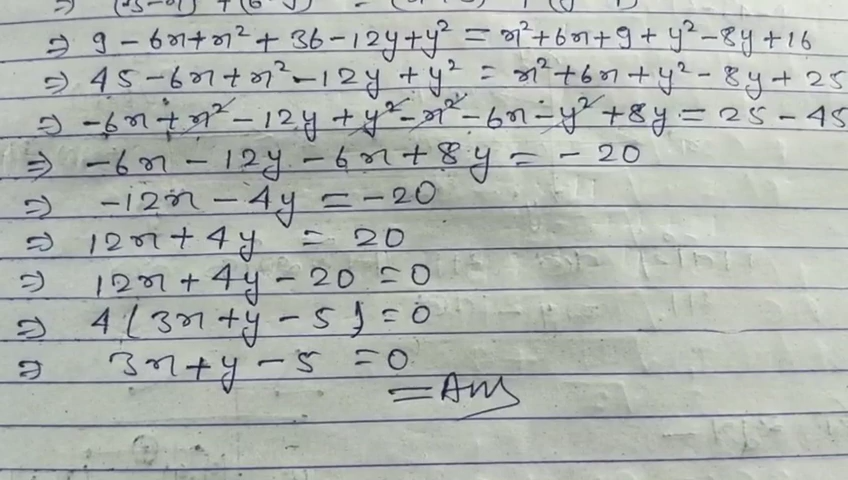 ⇒ 9 - 6x + x² + 36 - 12y + y² = x² + 6x + 9 + y² - 8y + 16
⇒ 45 - 6x + x² - 12y + y² = x² + 6x + y² - 8y + 25
⇒ -6x + x² - 12y + y² - x² - 6x - y² + 8y = 25 - 45
⇒ -6x - 12y - 6x + 8y = -20
⇒ -12x - 4y = -20
⇒ 12x + 4y = 20
⇒ 12x + 4y - 20 = 0
⇒ 4(3x + y - 5) = 0
⇒ 3x + y - 5 = 0
= Ans